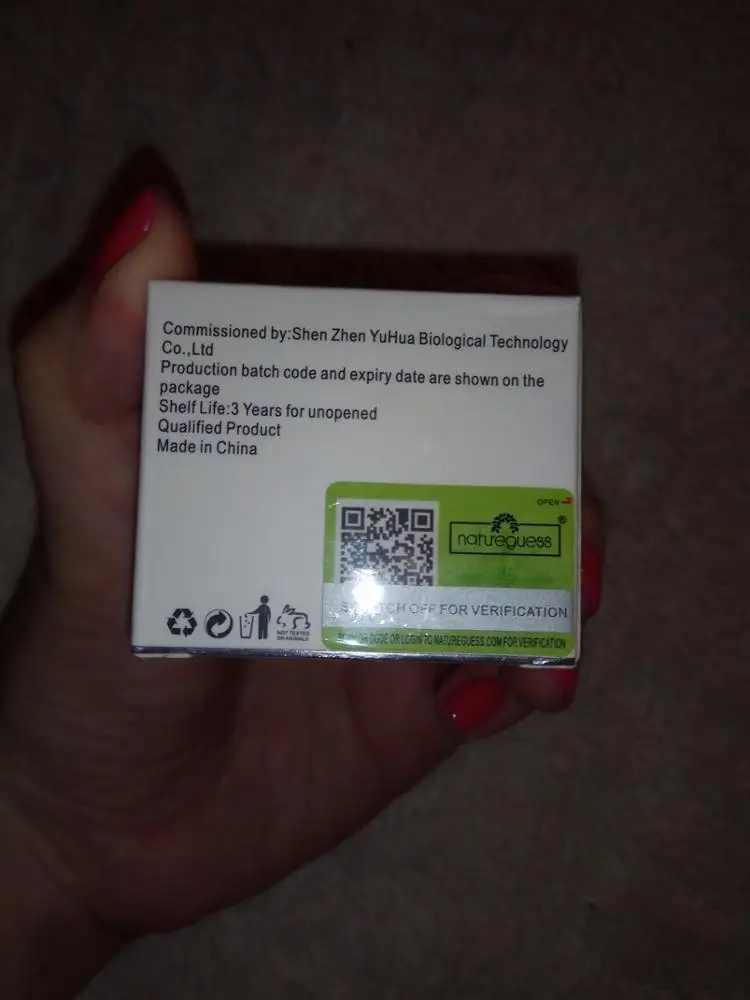 Commissioned by:Shen Zhen YuHua Biological Technology
Co.,Ltd
Production batch code and expiry date are shown on the
package
Shelf Life:3 Years for unopened
Qualified Product
Made in China
OPEN
natureguess®
OFF FOR VERIFICATION
CODE OR LOGIN TO NATUREGUESS.COM FOR VERIFICATION
NOT TESTED
ON ANIMALS